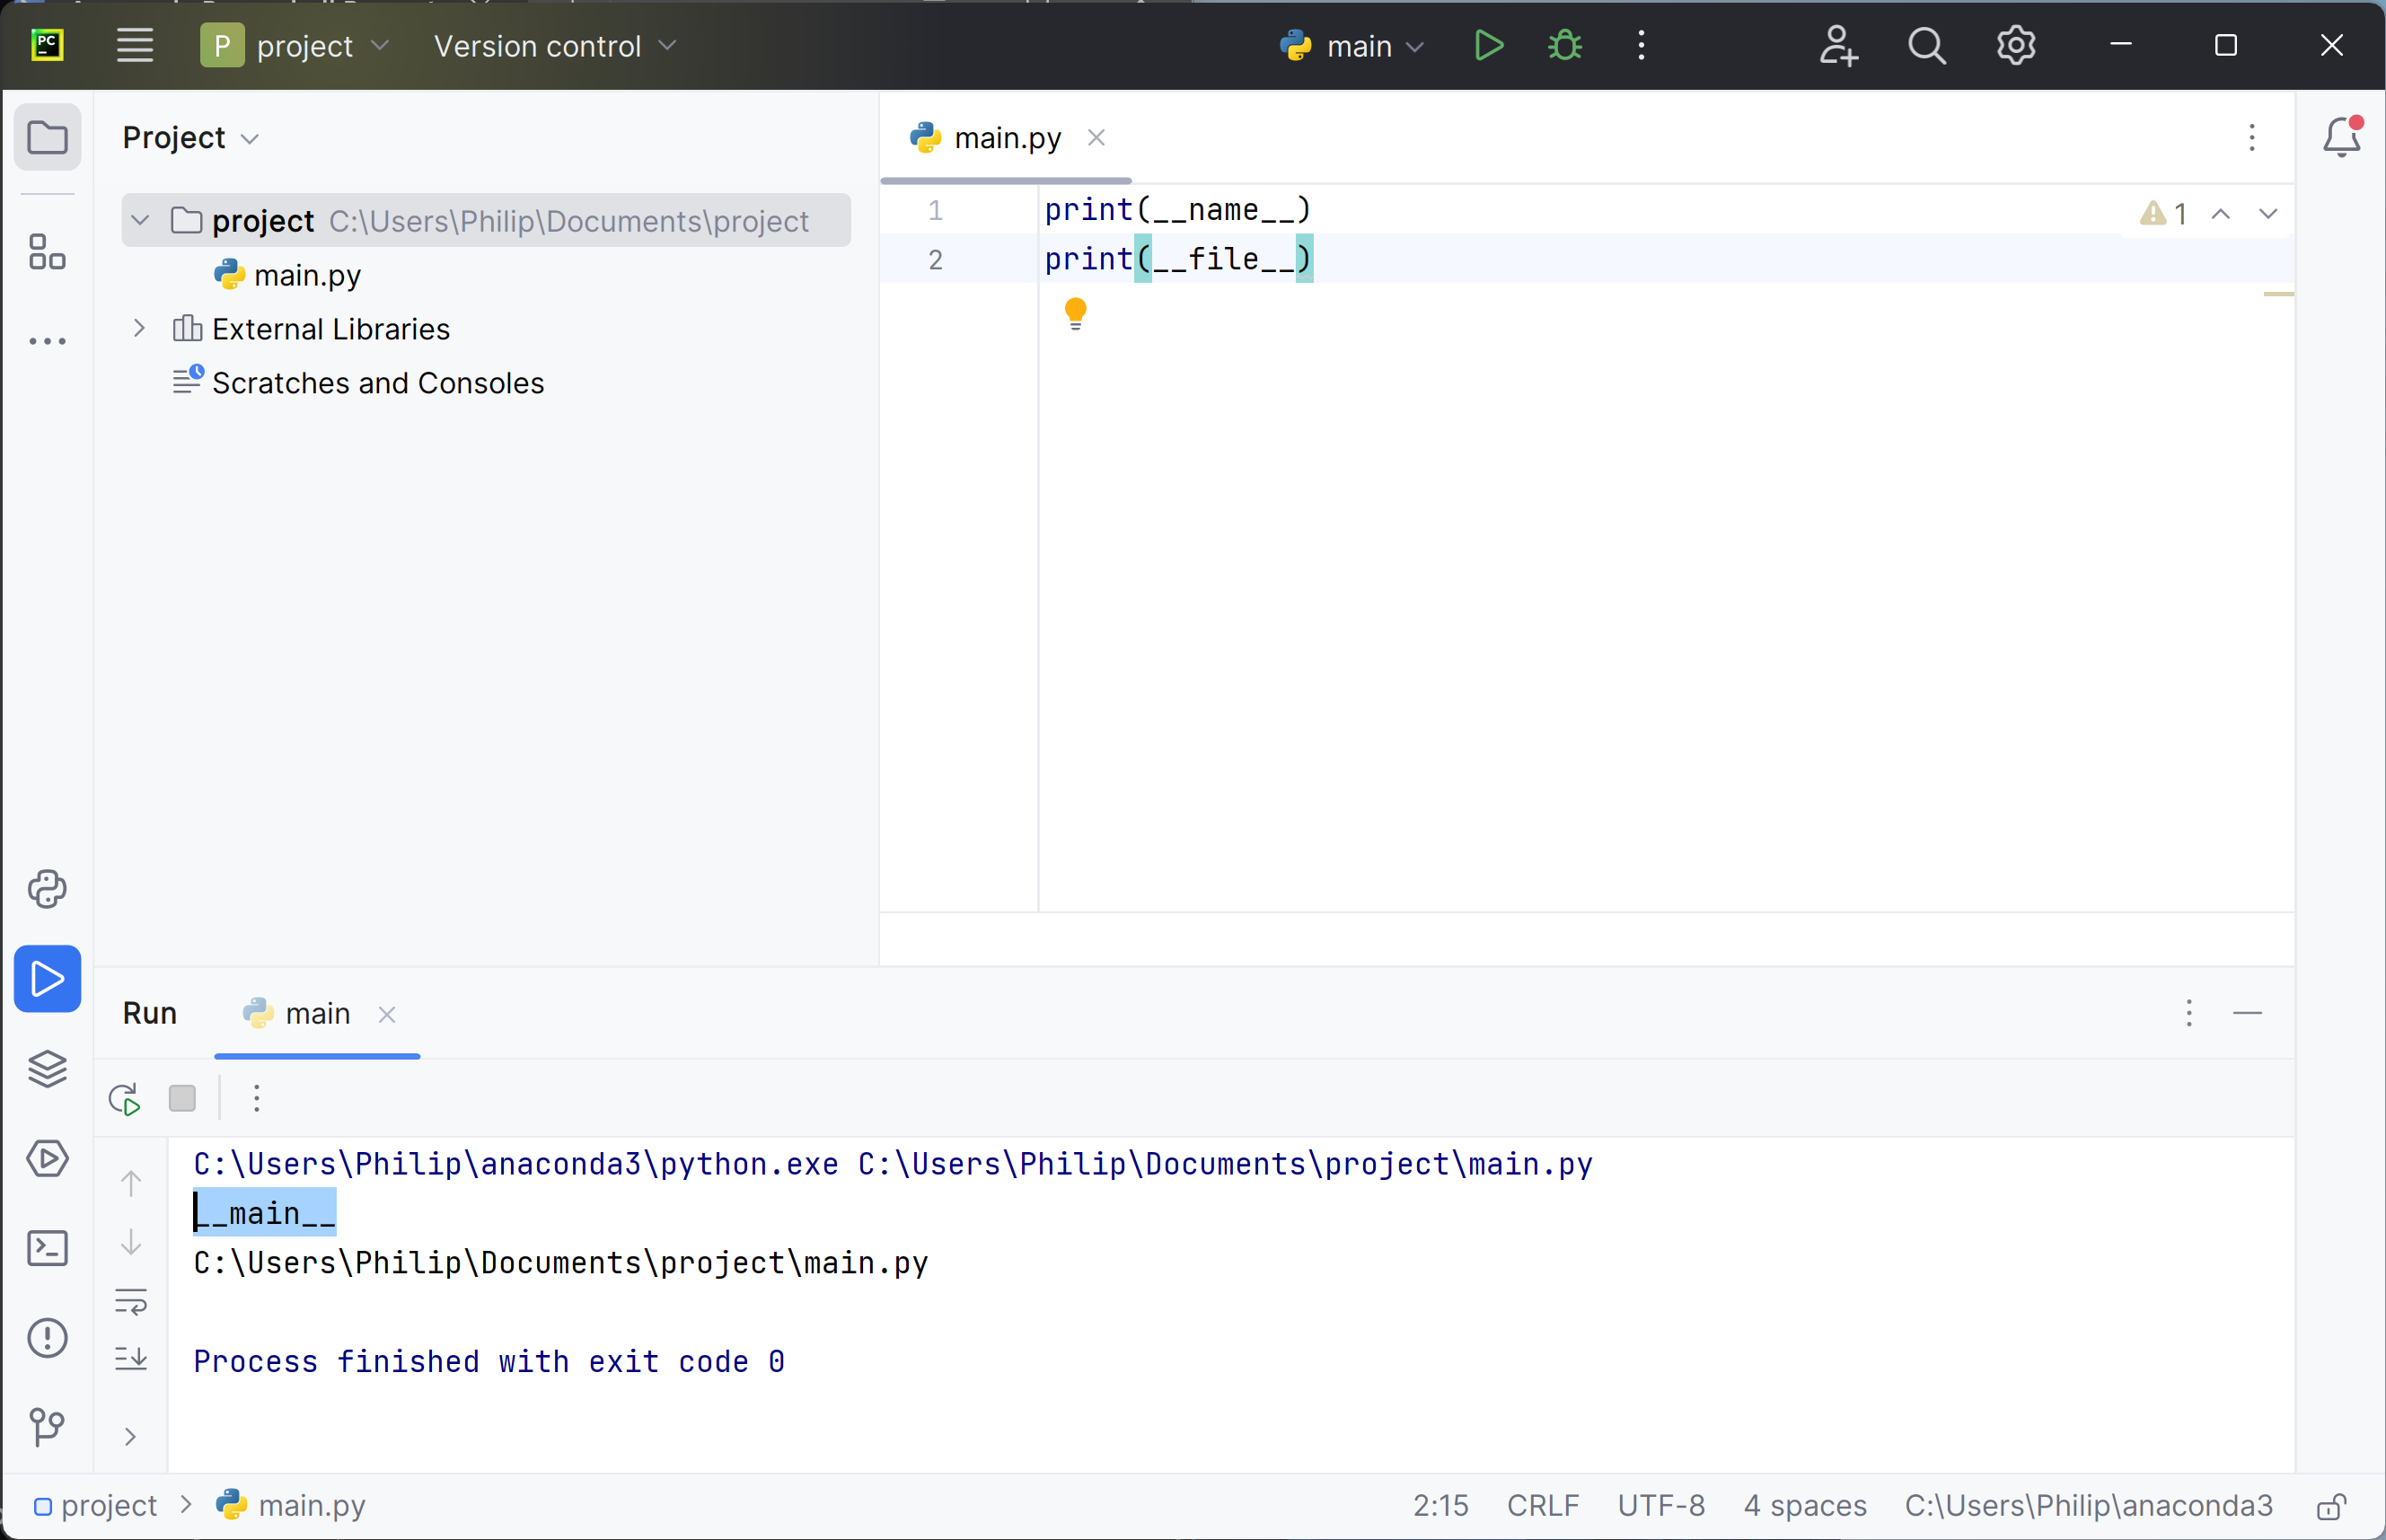 PC
P project Version control main
Project
main.py
project C:\Users\Philip\Documents\project
main.py
External Libraries
Scratches and Consoles
1 print(__name__)
2 print(__file__)
1
Run main
C:\Users\Philip\anaconda3\python.exe C:\Users\Philip\Documents\project\main.py
__main__
C:\Users\Philip\Documents\project\main.py
Process finished with exit code 0
project > main.py 2:15 CRLF UTF-8 4 spaces C:\Users\Philip\anaconda3